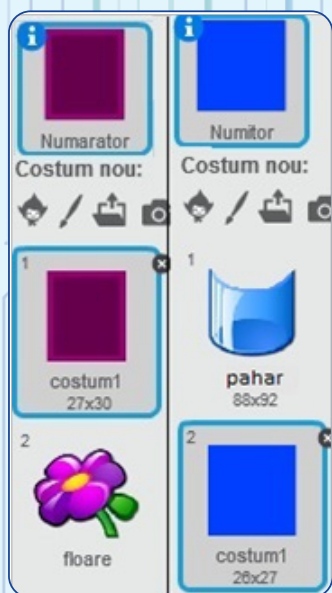 Numarator
Costum nou:
1
costum1
27x30
2
floare
Numitor
Costum nou:
1
pahar
88x92
2
costum1
26x27